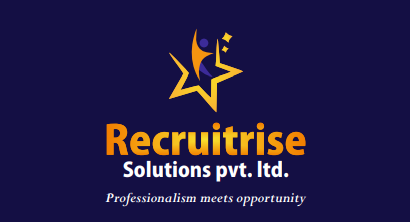 Recruitrise
Solutions pvt. ltd.
Professionalism meets opportunity